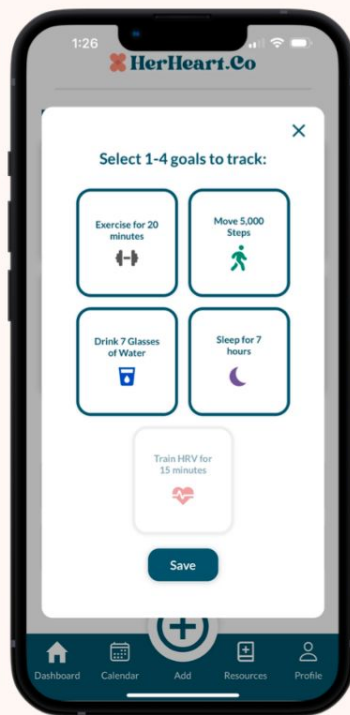 1:26
HerHeart.Co
Select 1-4 goals to track:
Exercise for 20
minutes
Move 5,000
Steps
Drink 7 Glasses
of Water
Sleep for 7
hours
Train HRV for
15 minutes
Save
Dashboard
Calendar
Add
Resources
Profile